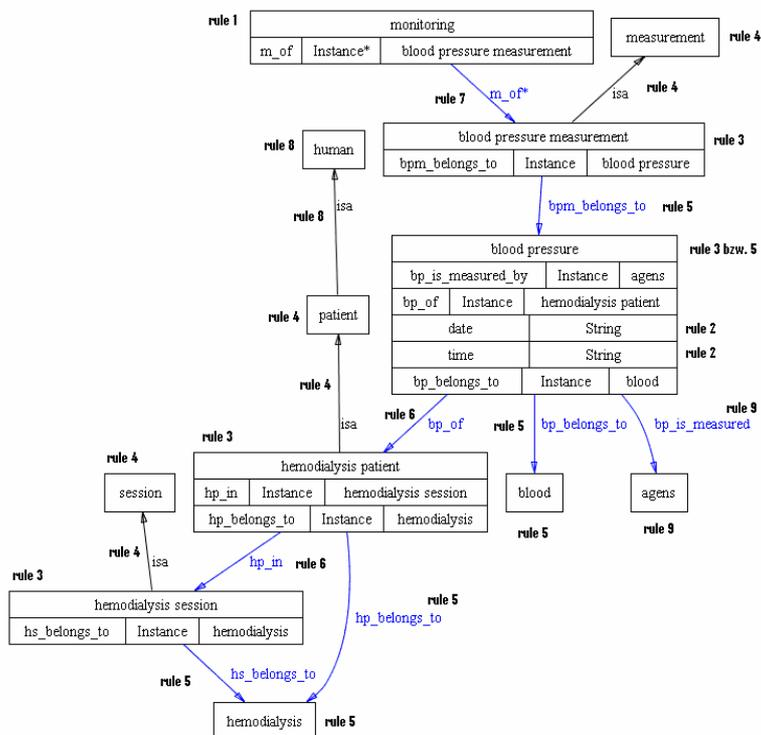 rule 1
monitoring
m_of Instance* blood pressure measurement
measurement
rule 4
rule 7
m_of*
isa
rule 4
rule 8
human
blood pressure measurement
rule 3
bpm_belongs_to Instance blood pressure
isa
rule 8
bpm_belongs_to
rule 5
blood pressure
rule 3 bzw. 5
bp_is_measured_by Instance agens
bp_of Instance hemodialysis patient
date String
rule 2
time String
rule 2
bp_belongs_to Instance blood
rule 4
patient
rule 4
isa
rule 6
bp_of
rule 5
bp_belongs_to
rule 9
bp_is_measured
rule 3
hemodialysis patient
hp_in Instance hemodialysis session
hp_belongs_to Instance hemodialysis
blood
rule 5
agens
rule 9
rule 4
session
rule 4
isa
hp_in
rule 6
rule 3
hemodialysis session
hs_belongs_to Instance hemodialysis
rule 5
hp_belongs_to
rule 5
hs_belongs_to
hemodialysis
rule 5